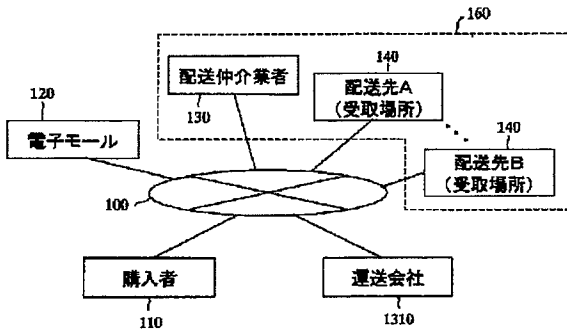 160
140
配送仲介業者
130
配送先A
(受取場所)
120
電子モール
140
配送先B
(受取場所)
100
購入者
110
運送会社
1310